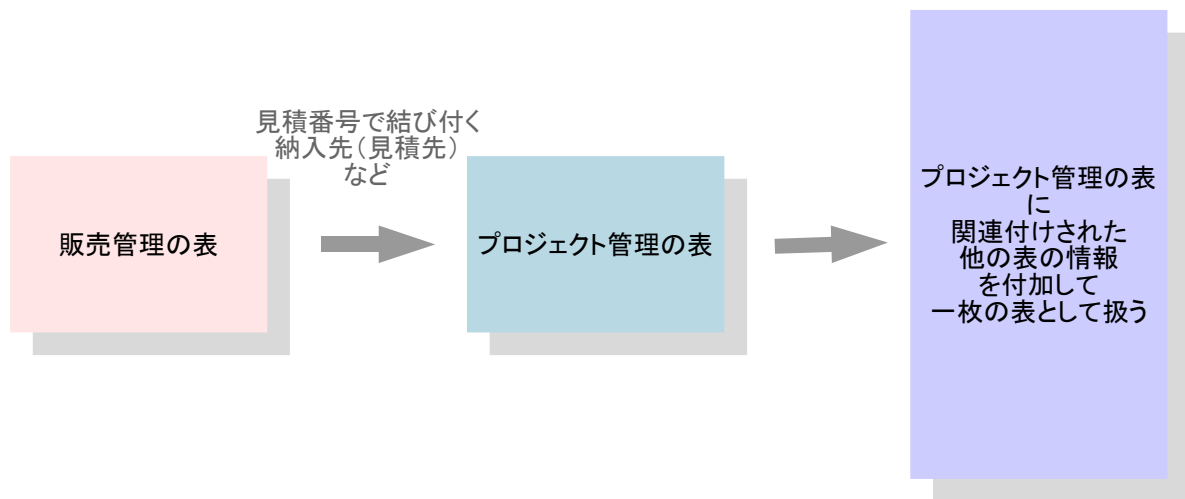 見積番号で結び付く
納入先（見積先）
など
販売管理の表
プロジェクト管理の表
プロジェクト管理の表
に
関連付けされた
他の表の情報
を付加して
一枚の表として扱う